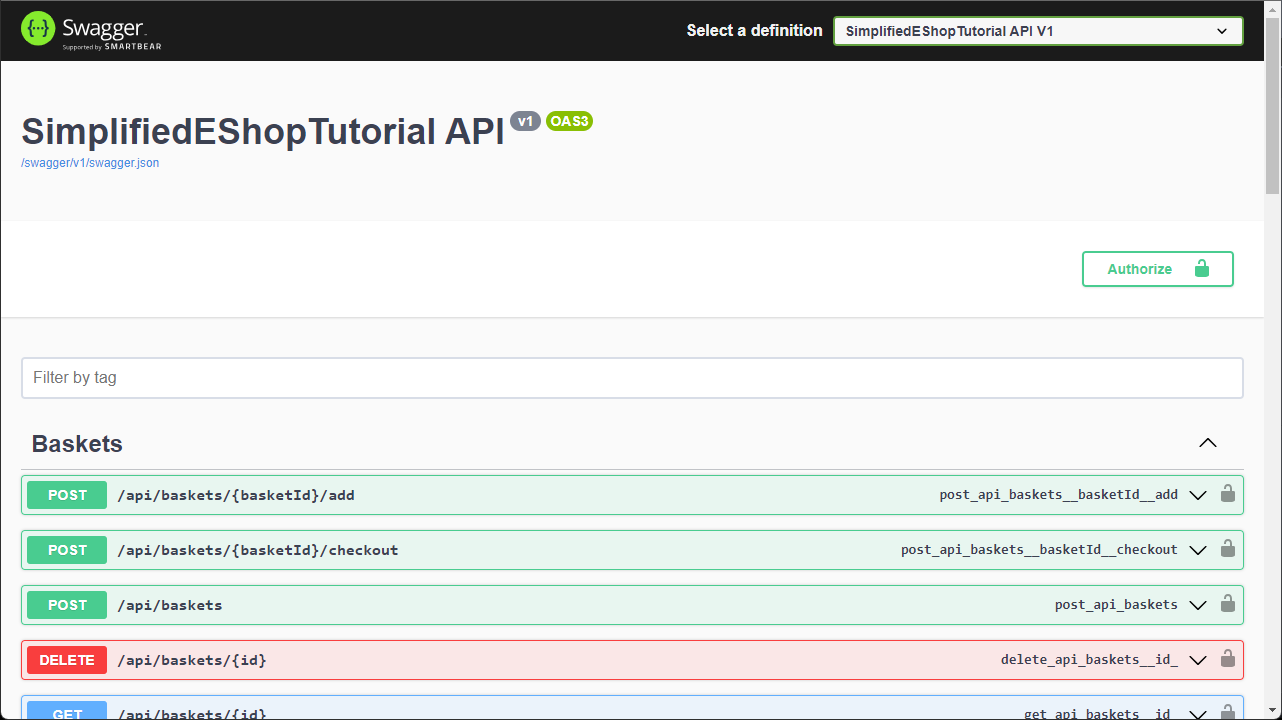 Swagger
Supported by SMARTBEAR
Select a definition
SimplifiedEShopTutorial API V1
SimplifiedEShopTutorial API v1 OAS3
/swagger/v1/swagger.json
Authorize
Filter by tag
Baskets
POST /api/baskets/{basketId}/add post_api_baskets__basketId__add
POST /api/baskets/{basketId}/checkout post_api_baskets__basketId__checkout
POST /api/baskets post_api_baskets
DELETE /api/baskets/{id} delete_api_baskets__id_
GET /api/baskets/{id} get_api_baskets__id_